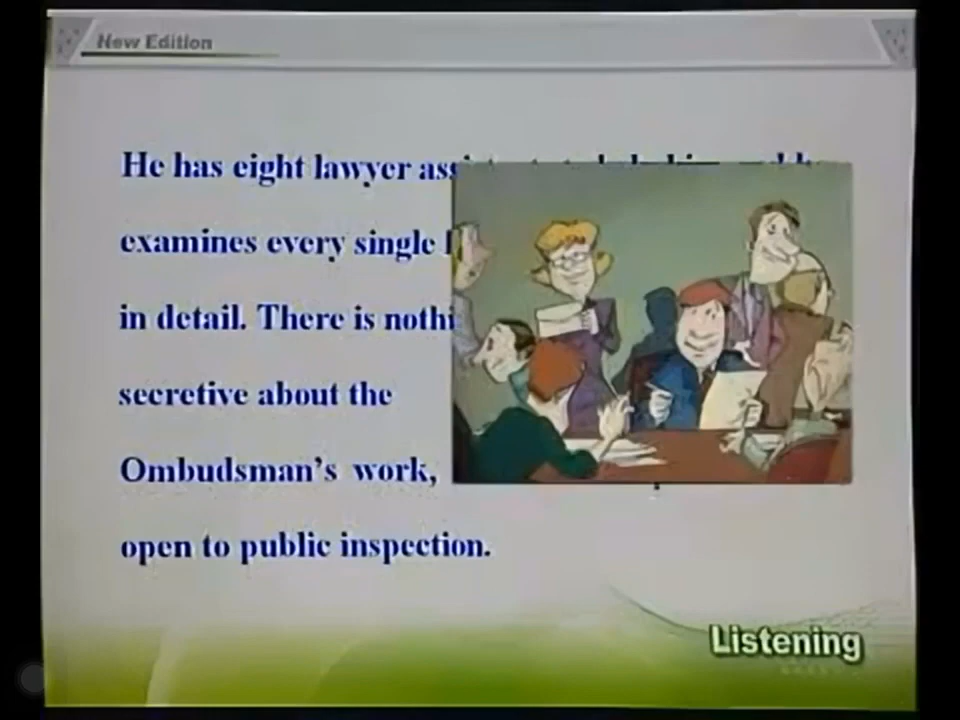 New Edition
He has eight lawyer
examines every single
in detail. There is
secretive about the
Ombudsman's work,
open to public inspection.
Listening